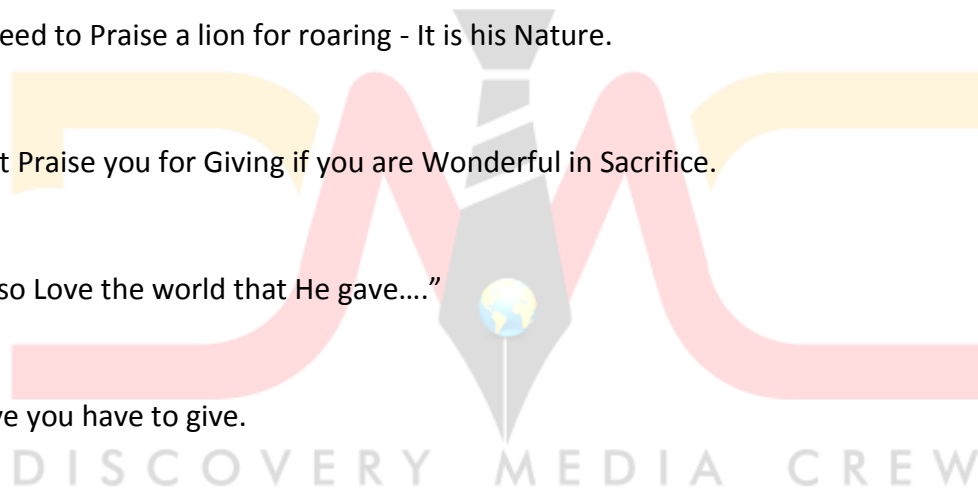 eed to Praise a lion for roaring - It is his Nature.
t Praise you for Giving if you are Wonderful in Sacrifice.
so Love the world that He gave….”
ve you have to give.
DMC
DISCOVERY MEDIA CREW